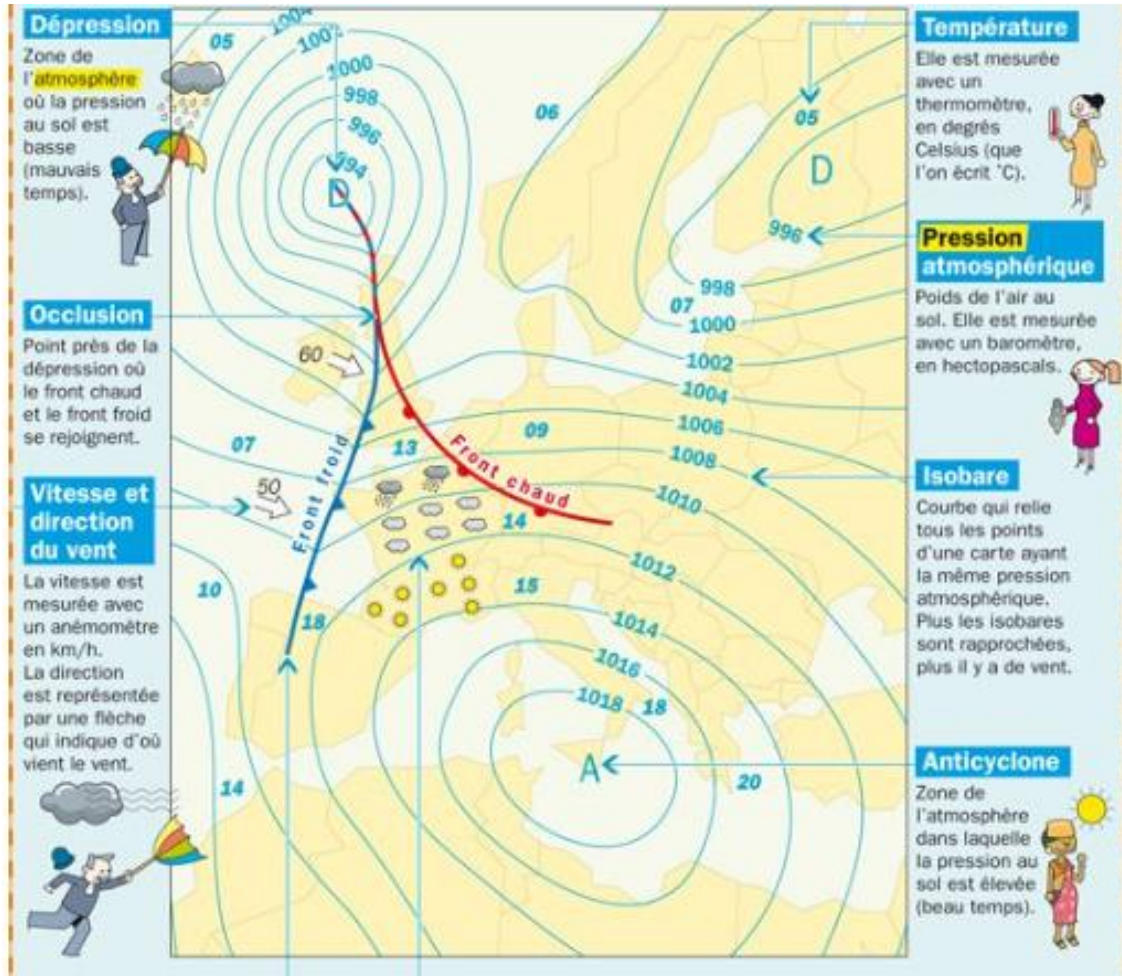 Dépression
Zone de
l'atmosphère
où la pression
au sol est
basse
(mauvais
temps).
Occlusion
Point près de la
dépression où
le front chaud
et le front froid
se rejoignent.
Vitesse et
direction
du vent
La vitesse est
mesurée avec
un anémomètre
en km/h.
La direction
est représentée
par une flèche
qui indique d'où
vient le vent.
1004
1002
1000
998
996
994
D
05
06
05
D
996
998
07
1000
1002
1004
1006
1008
1010
1012
1014
1016
1018
18
A
20
60
50
07
13
09
14
15
10
18
14
Front froid
Front chaud
Température
Elle est mesurée
avec un
thermomètre,
en degrés
Celsius (que
l'on écrit °C).
Pression
atmosphérique
Poids de l'air au
sol. Elle est mesurée
avec un baromètre,
en hectopascals.
Isobare
Courbe qui relie
tous les points
d'une carte ayant
la même pression
atmosphérique.
Plus les isobares
sont rapprochées,
plus il y a de vent.
Anticyclone
Zone de
l'atmosphère
dans laquelle
la pression au
sol est élevée
(beau temps).